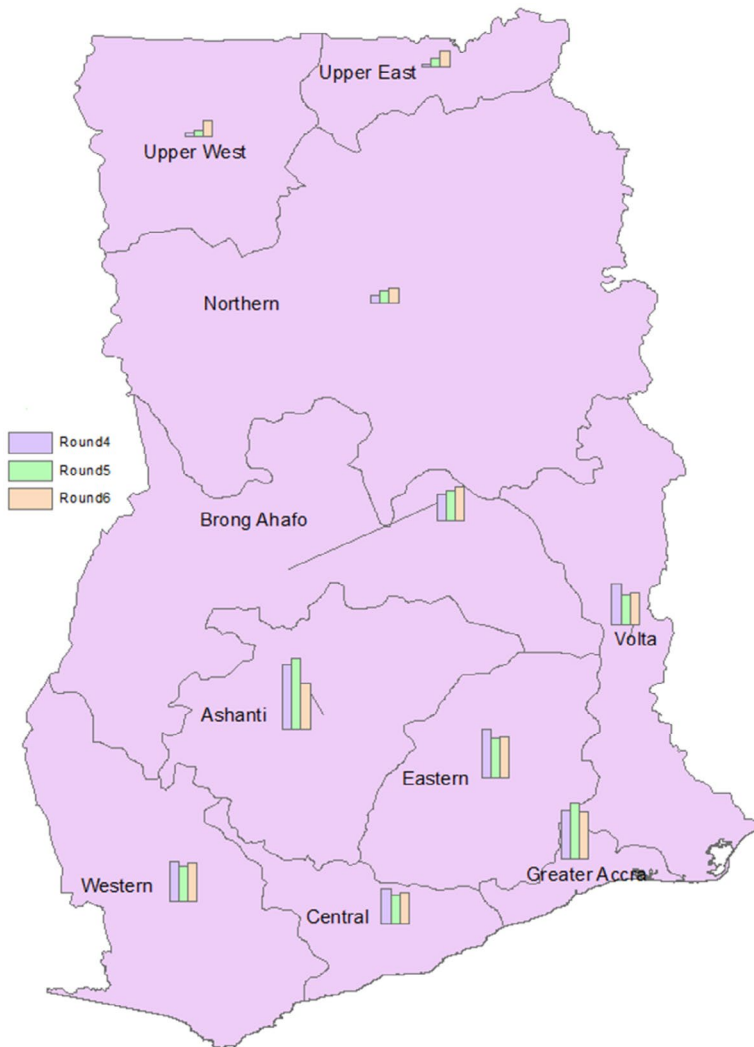 Upper East
Upper West
Northern
Round4
Round5
Round6
Brong Ahafo
Volta
Ashanti
Eastern
Greater Accra
Western
Central